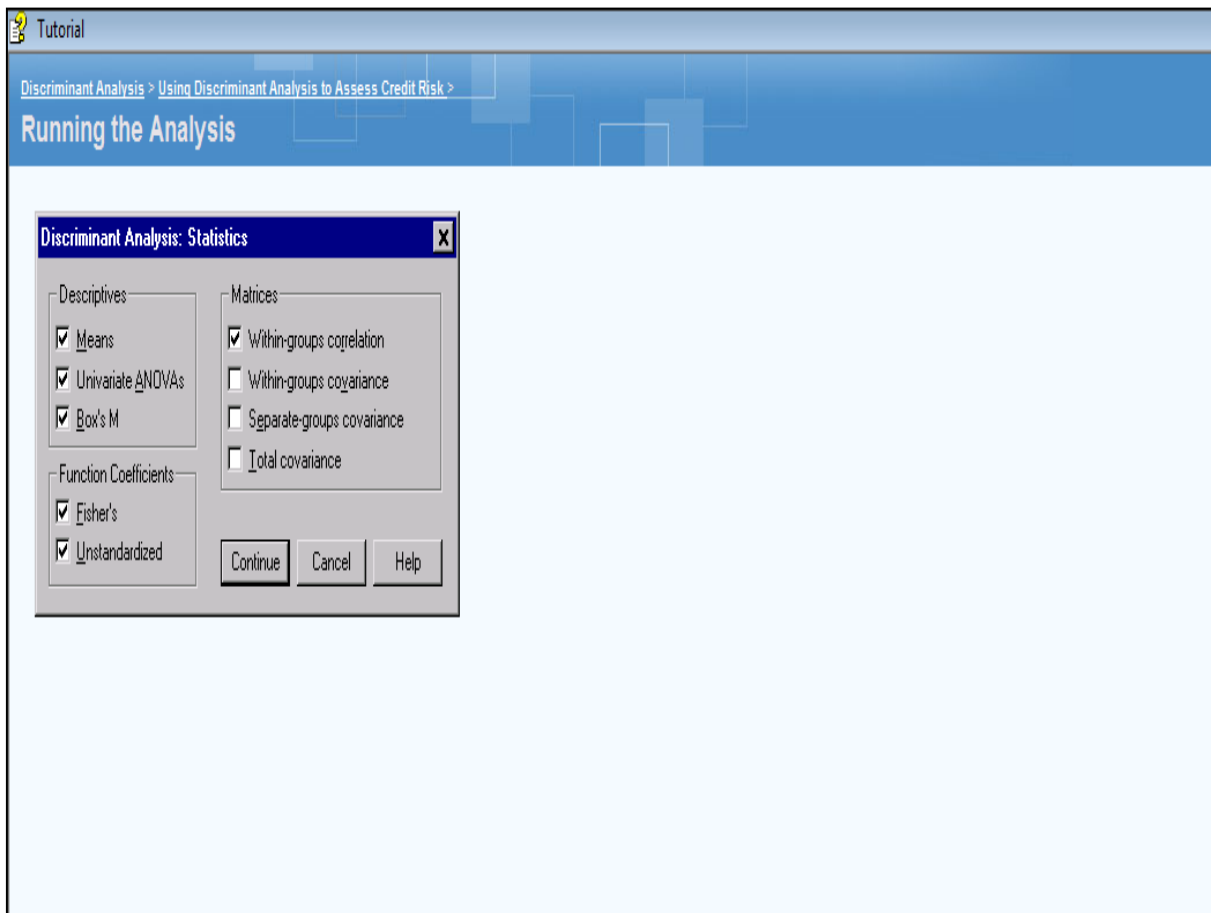 Tutorial
Discriminant Analysis > Using Discriminant Analysis to Assess Credit Risk >
Running the Analysis
Discriminant Analysis: Statistics
Descriptives
Means
Univariate ANOVAs
Box's M
Function Coefficients
Fisher's
Unstandardized
Matrices
Within-groups correlation
Within-groups covariance
Separate-groups covariance
Total covariance
Continue Cancel Help